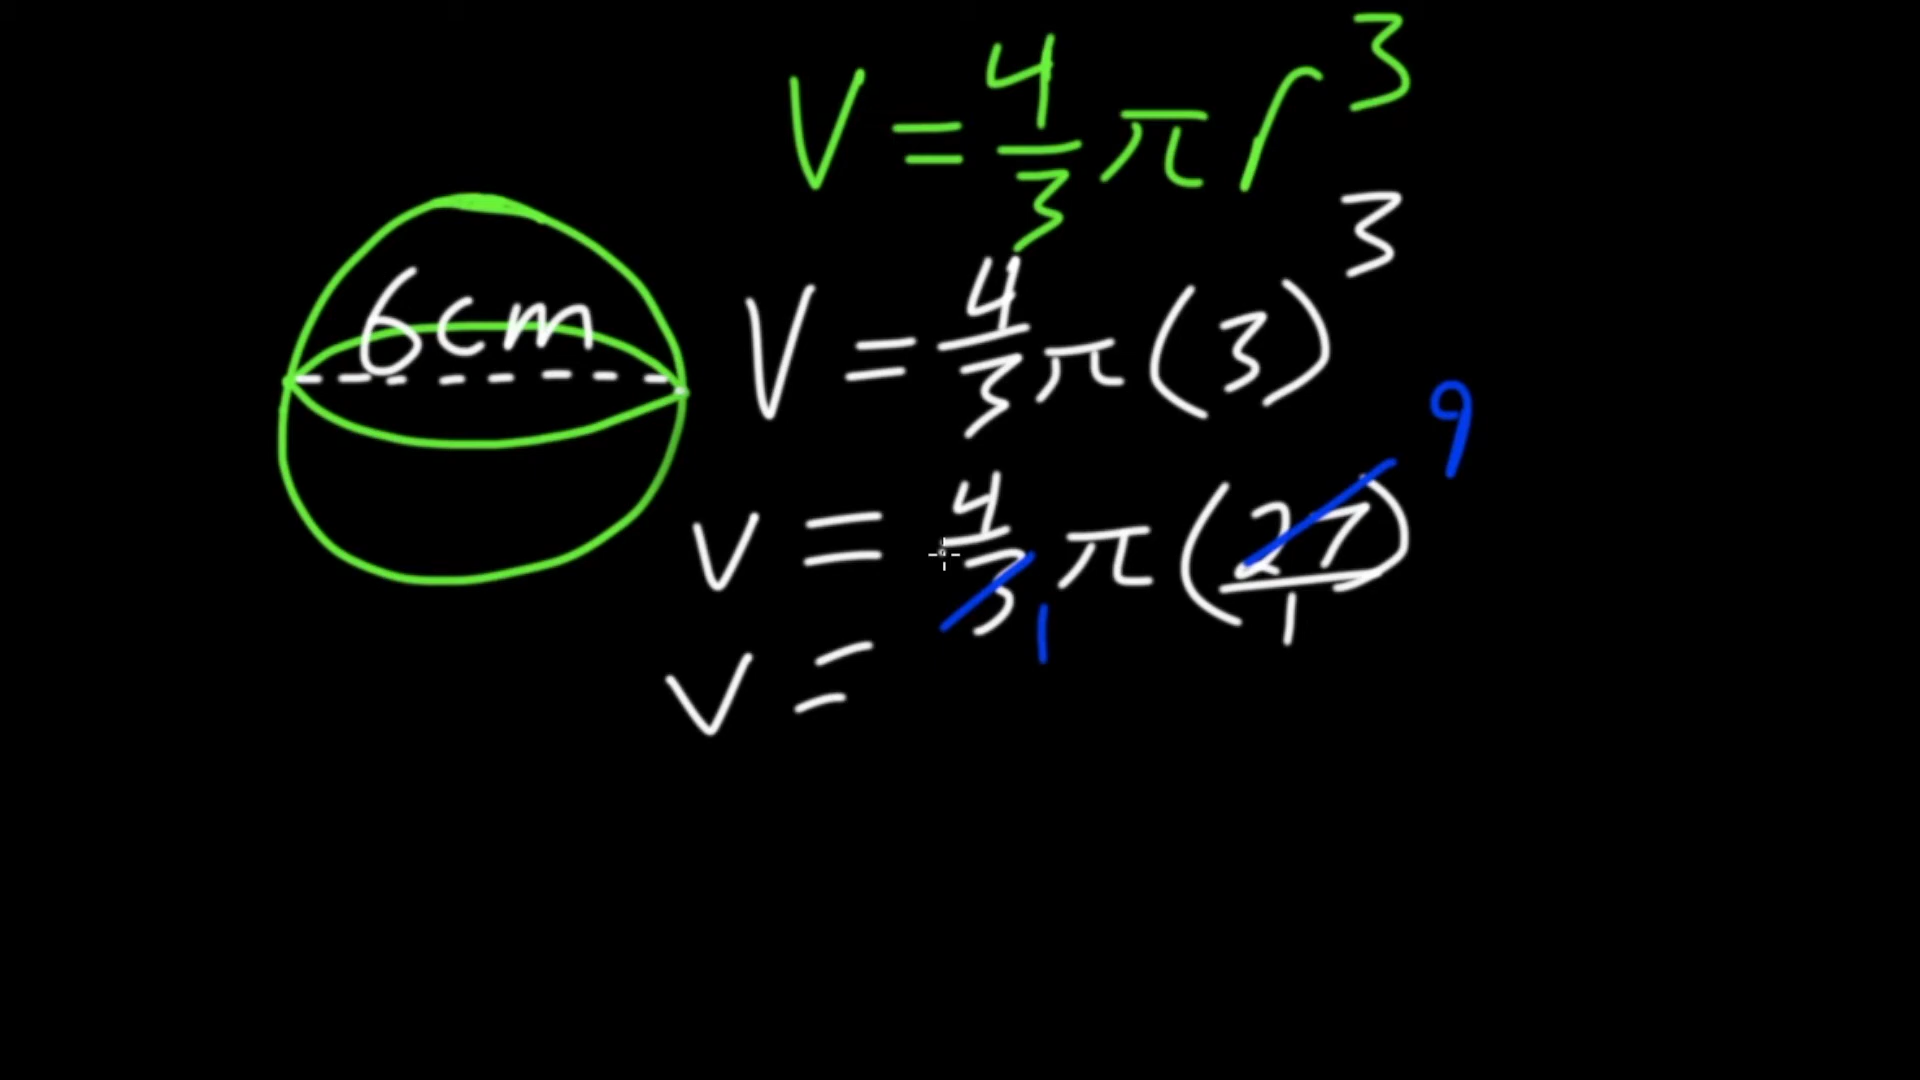 V = 4/3 π r³
6cm
V = 4/3 π (3)³
V = 4/3 π (27/1) 9
1
V =